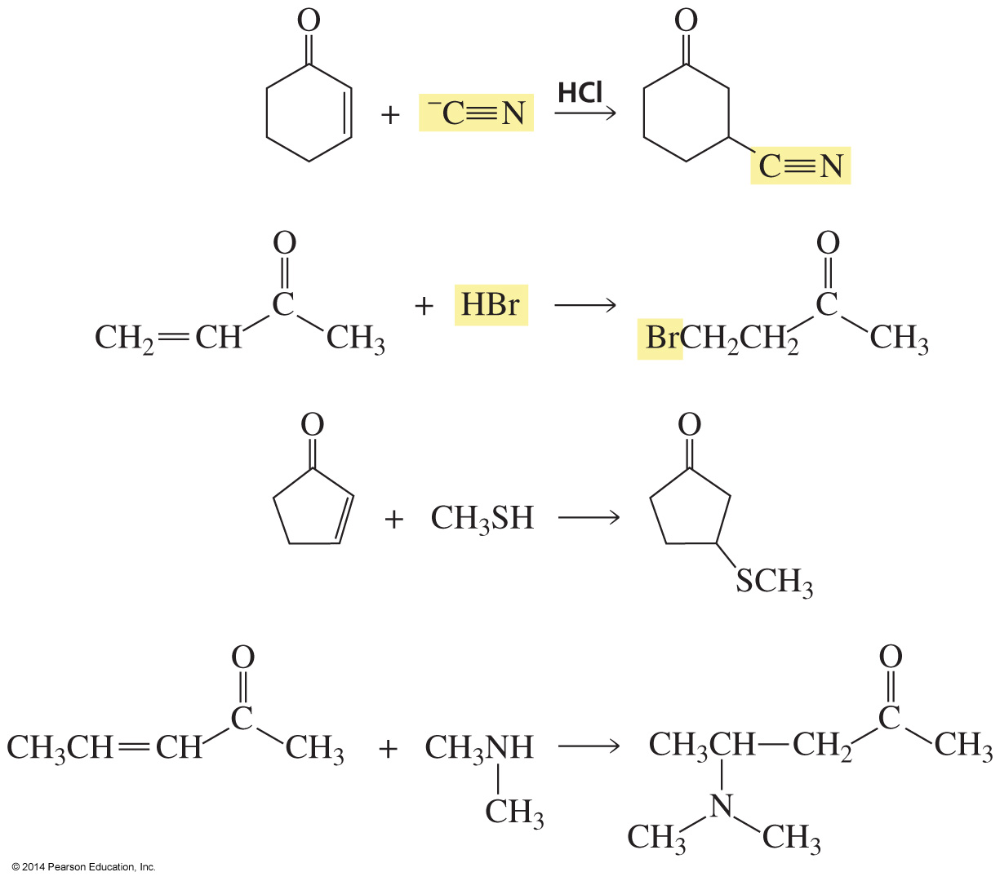 O O
+ ⁻C≡N HCl → C≡N
O O
CH₂=CH C CH₃ + HBr → BrCH₂CH₂ C CH₃
O O
+ CH₃SH → SCH₃
O O
CH₃CH=CH C CH₃ + CH₃NH → CH₃CH—CH₂ C CH₃
CH₃ N
CH₃ CH₃
© 2014 Pearson Education, Inc.